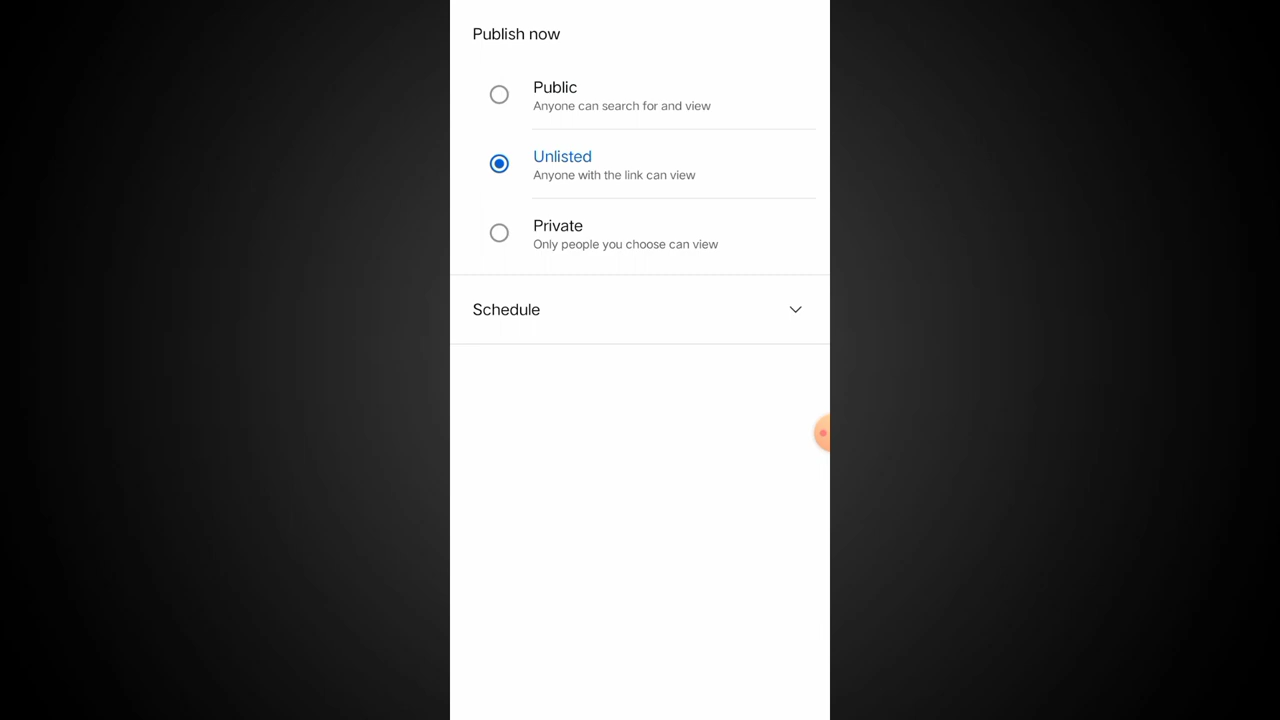 Publish now
Public
Anyone can search for and view
Unlisted
Anyone with the link can view
Private
Only people you choose can view
Schedule